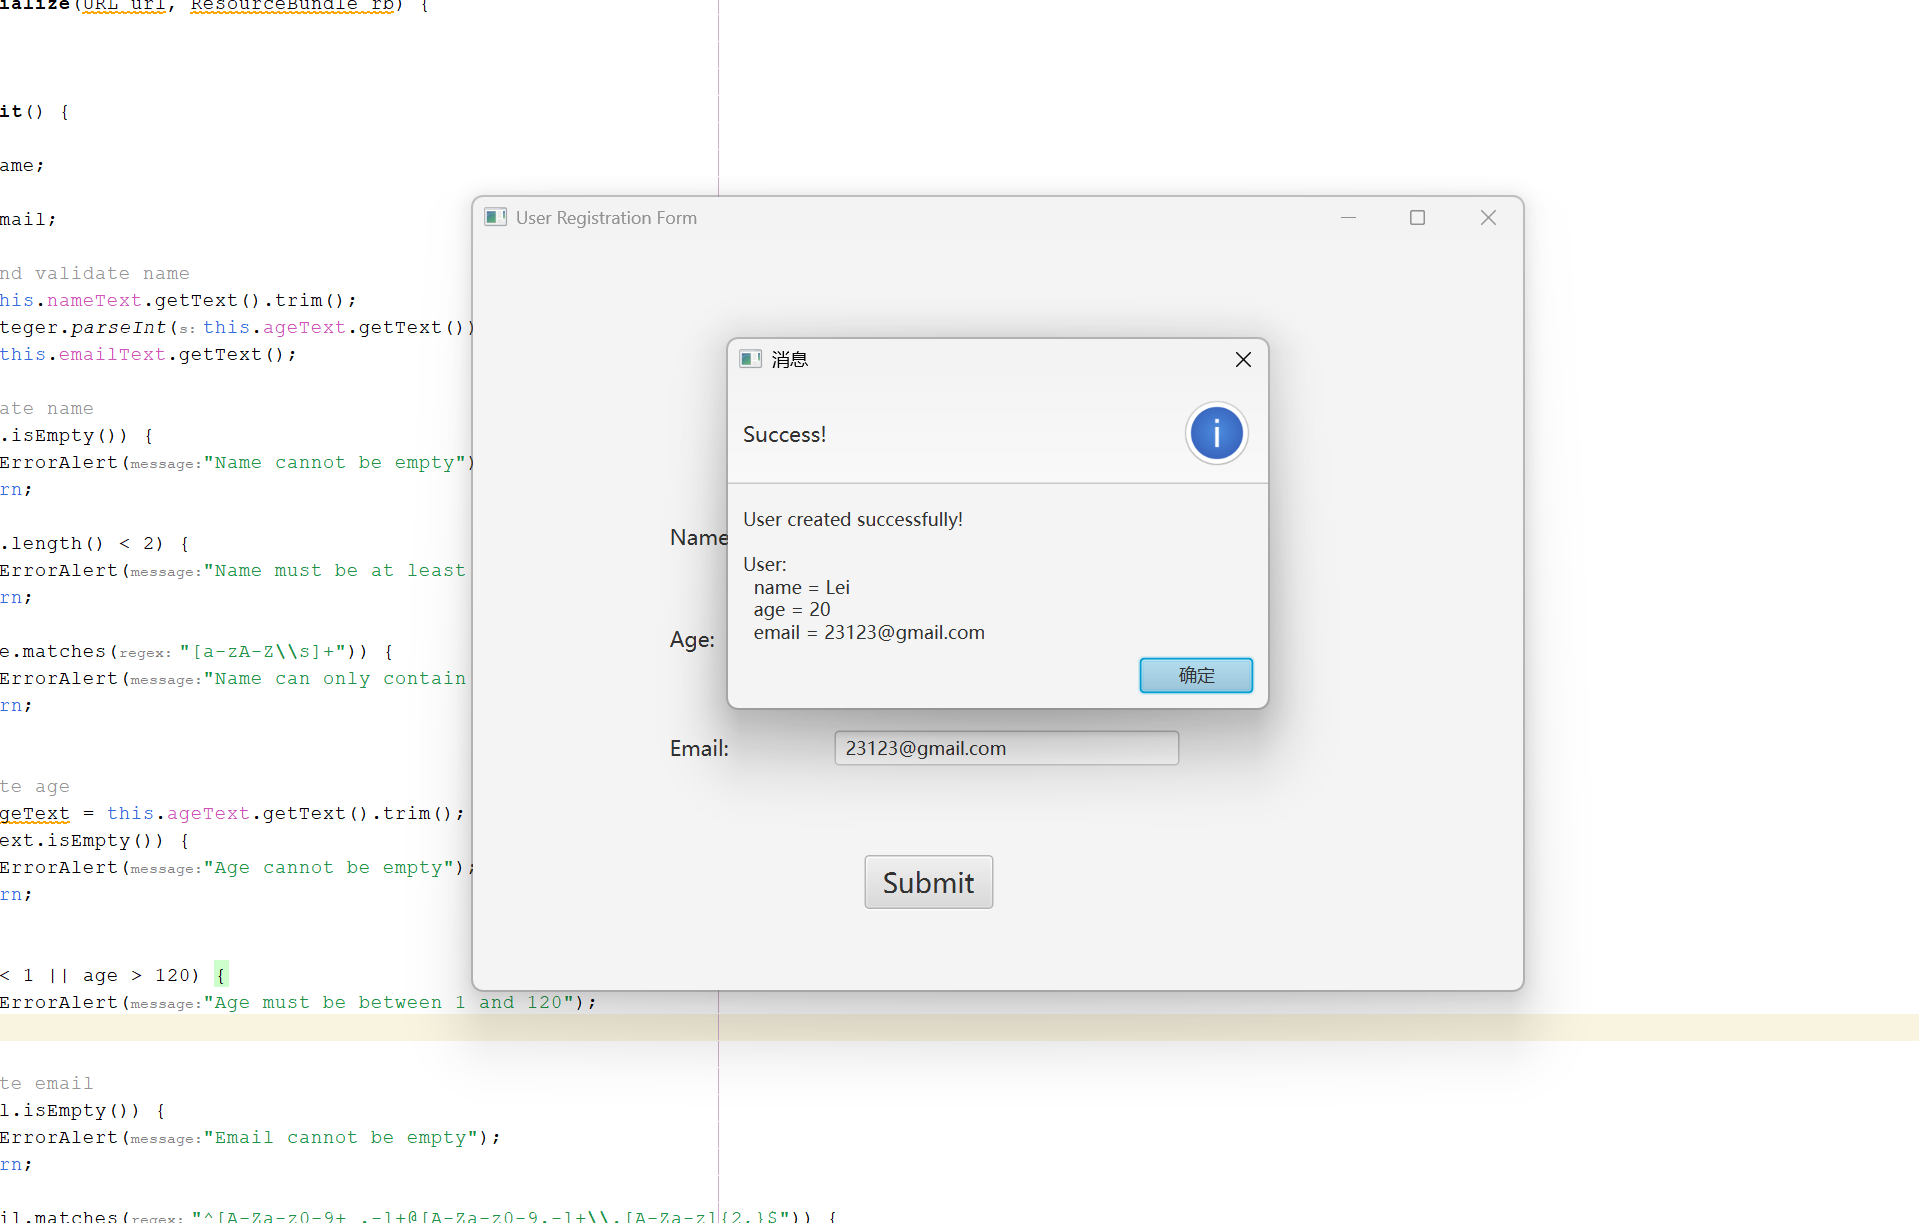 ialize(URL url, ResourceBundle rb) {
it() {
ame;
mail;
nd validate name
his.nameText.getText().trim();
teger.parseInt(s: this.ageText.getText())
this.emailText.getText();
ate name
.isEmpty()) {
ErrorAlert(message: "Name cannot be empty")
rn;
.length() < 2) {
ErrorAlert(message: "Name must be at least
rn;
e.matches(regex: "[a-zA-Z\\s]+")) {
ErrorAlert(message: "Name can only contain
rn;
te age
geText = this.ageText.getText().trim();
ext.isEmpty()) {
ErrorAlert(message: "Age cannot be empty");
rn;
< 1 || age > 120) {
ErrorAlert(message: "Age must be between 1 and 120");
te email
l.isEmpty()) {
ErrorAlert(message: "Email cannot be empty");
rn;
il.matches(regex: "^[A-Za-z0-9+_.-]+@[A-Za-z0-9.-]+\\.[A-Za-z]{2,}$")) {
User Registration Form
Name
Age:
Email:
23123@gmail.com
Submit
消息
Success!
User created successfully!
User:
name = Lei
age = 20
email = 23123@gmail.com
确定